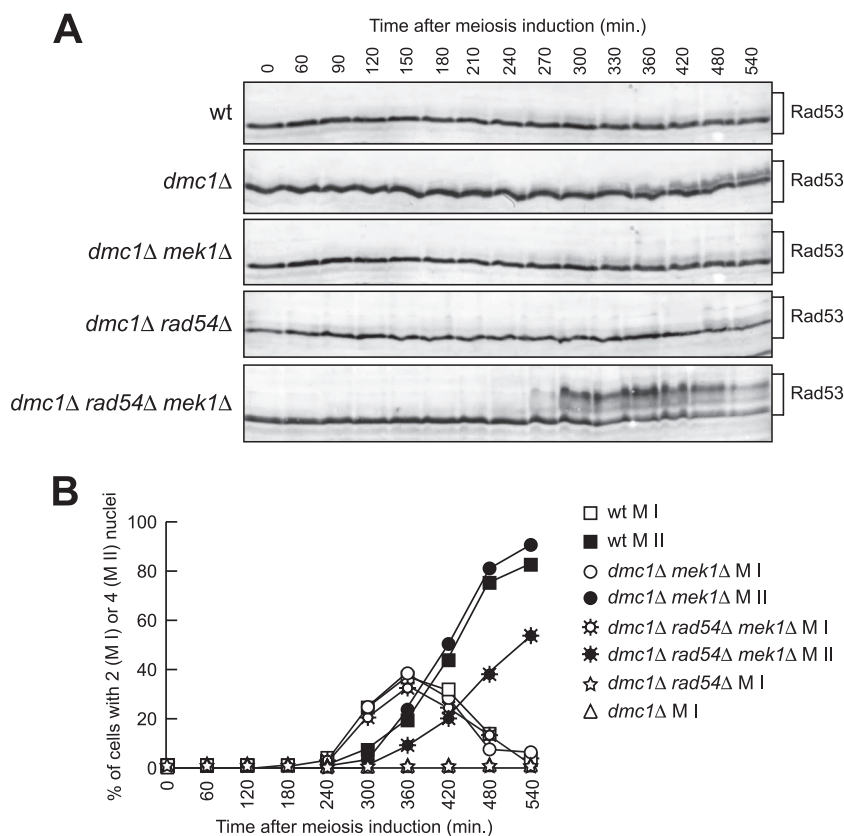 A
Time after meiosis induction (min.)
0 60 90 120 150 180 210 240 270 300 330 360 420 480 540
wt Rad53
dmc1Δ Rad53
dmc1Δ mek1Δ Rad53
dmc1Δ rad54Δ Rad53
dmc1Δ rad54Δ mek1Δ Rad53
B
% of cells with 2 (M I) or 4 (M II) nuclei
100
80
60
40
20
0
0 60 120 180 240 300 360 420 480 540
Time after meiosis induction (min.)
wt M I
wt M II
dmc1Δ mek1Δ M I
dmc1Δ mek1Δ M II
dmc1Δ rad54Δ mek1Δ M I
dmc1Δ rad54Δ mek1Δ M II
dmc1Δ rad54Δ M I
dmc1Δ M I